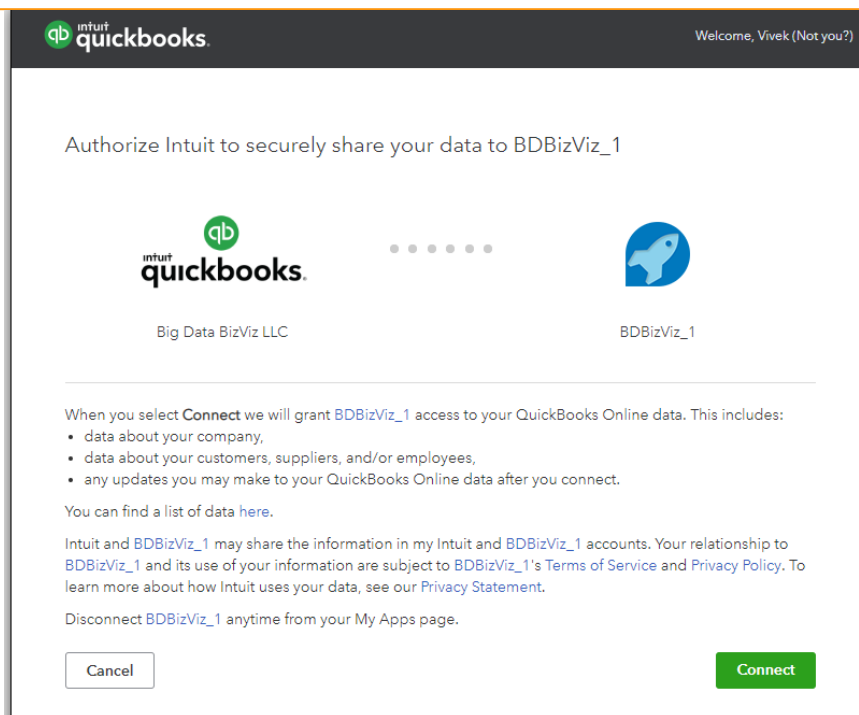 qb intuit quickbooks.
Welcome, Vivek (Not you?)
Authorize Intuit to securely share your data to BDBizViz_1
qb
intuit
quickbooks.
Big Data BizViz LLC
BDBizViz_1
When you select Connect we will grant BDBizViz_1 access to your QuickBooks Online data. This includes:
• data about your company,
• data about your customers, suppliers, and/or employees,
• any updates you may make to your QuickBooks Online data after you connect.
You can find a list of data here.
Intuit and BDBizViz_1 may share the information in my Intuit and BDBizViz_1 accounts. Your relationship to
BDBizViz_1 and its use of your information are subject to BDBizViz_1's Terms of Service and Privacy Policy. To
learn more about how Intuit uses your data, see our Privacy Statement.
Disconnect BDBizViz_1 anytime from your My Apps page.
Cancel
Connect